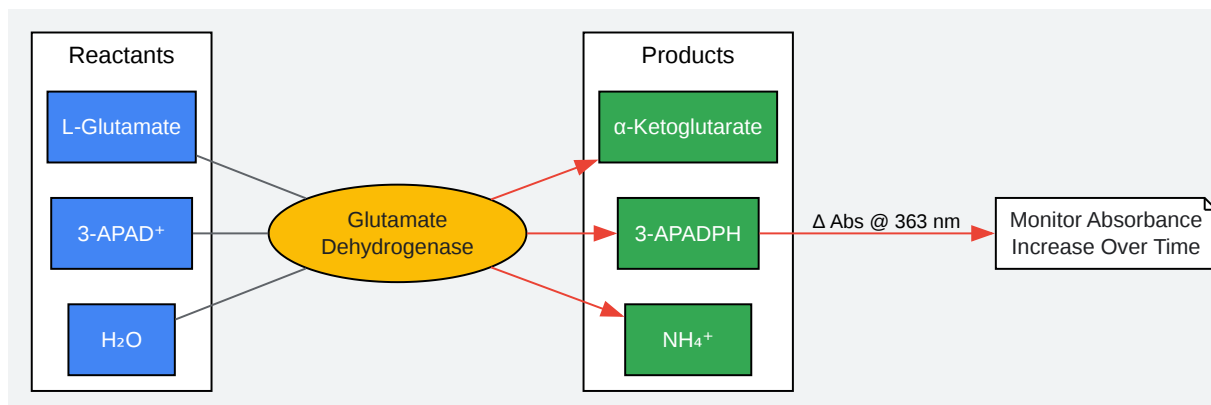 Reactants
L-Glutamate
3-APAD⁺
H₂O
Glutamate
Dehydrogenase
Products
α-Ketoglutarate
3-APADPH
NH₄⁺
Δ Abs @ 363 nm
Monitor Absorbance
Increase Over Time